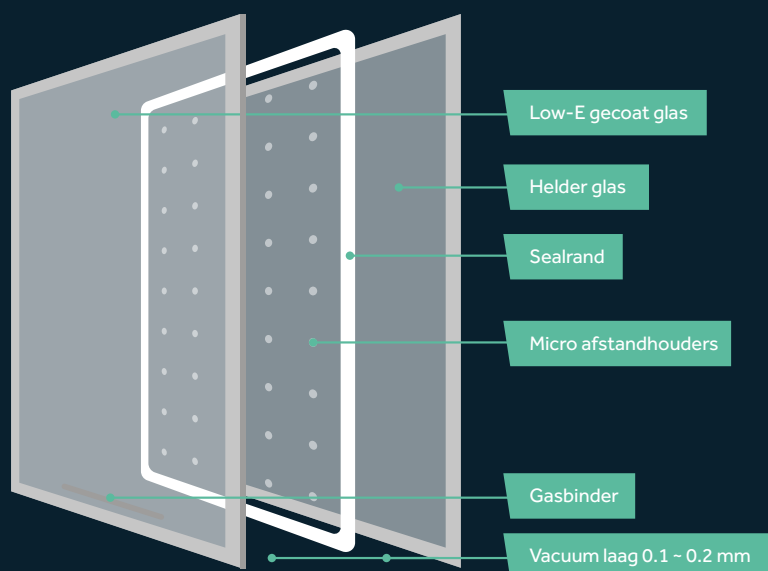 Low-E gecoat glas
Helder glas
Sealrand
Micro afstandhouders
Gasbinder
Vacuum laag 0.1 ~ 0.2 mm